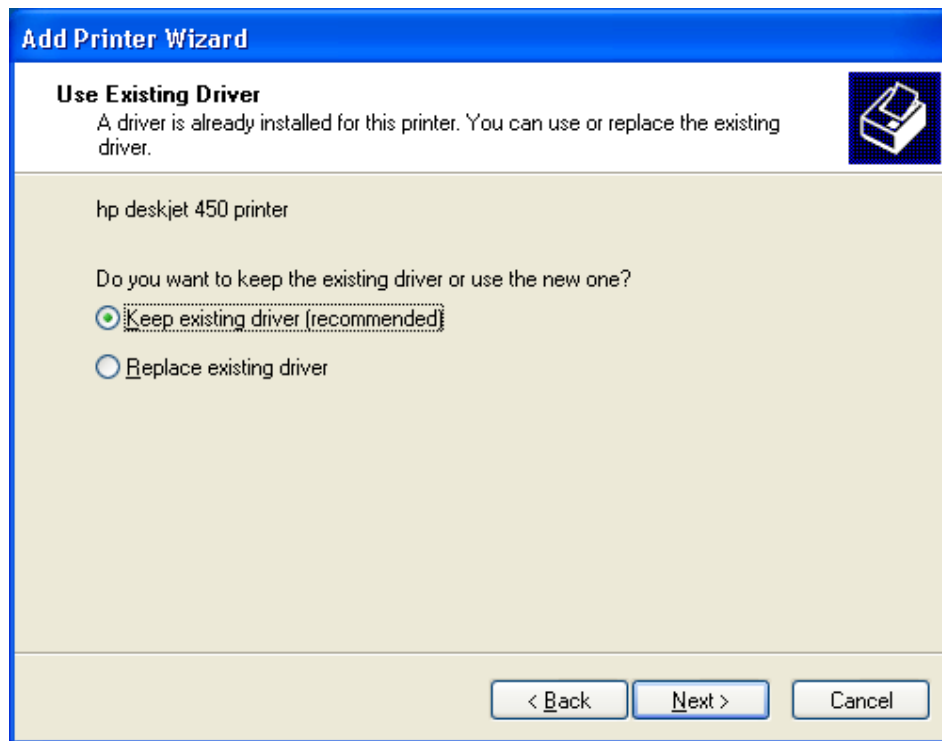 Add Printer Wizard
Use Existing Driver
A driver is already installed for this printer. You can use or replace the existing
driver.
hp deskjet 450 printer
Do you want to keep the existing driver or use the new one?
Keep existing driver (recommended)
Replace existing driver
< Back Next > Cancel